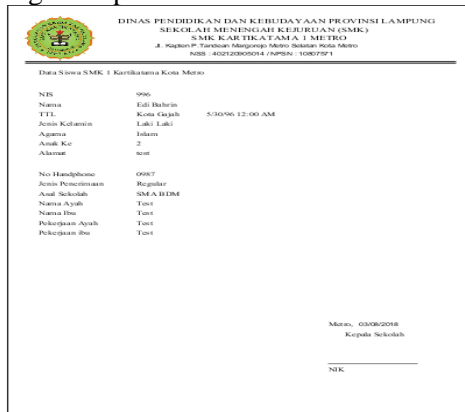 DINAS PENDIDIKAN DAN KEBUDAYAAN PROVINSI LAMPUNG
SEKOLAH MENENGAH KEJURUAN (SMK)
SMK KARTIKATAMA 1 METRO
Jl. Kapten P.Tandean Margorejo Metro Selatan Kota Metro
NSS : 402120905014 / NPSN : 10807571
Data Siswa SMK 1 Kartikatama Kota Metro
NIS 996
Nama Edi Bahrin
TTL Kota Gajah 5/30/96 12:00 AM
Jenis Kelamin Laki Laki
Agama Islam
Anak Ke 2
Alamat test
No Handphone 0987
Jenis Penerimaan Regular
Asal Sekolah SMA BDM
Nama Ayah Test
Nama Ibu Test
Pekerjaan Ayah Test
Pekerjaan ibu Test
Metro, 03/08/2018
Kepala Sekolah
NIK